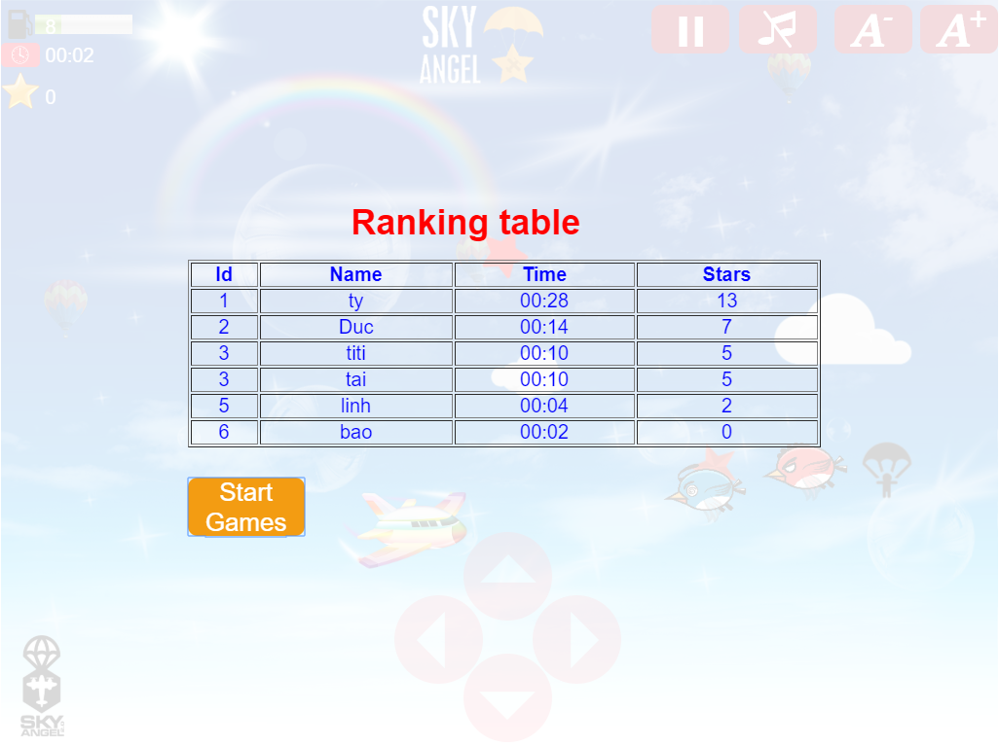 8
00:02
0
SKY
ANGEL
A-
A+
Ranking table
Id Name Time Stars
1 ty 00:28 13
2 Duc 00:14 7
3 titi 00:10 5
3 tai 00:10 5
5 linh 00:04 2
6 bao 00:02 0
Start
Games
SKY
ANGEL